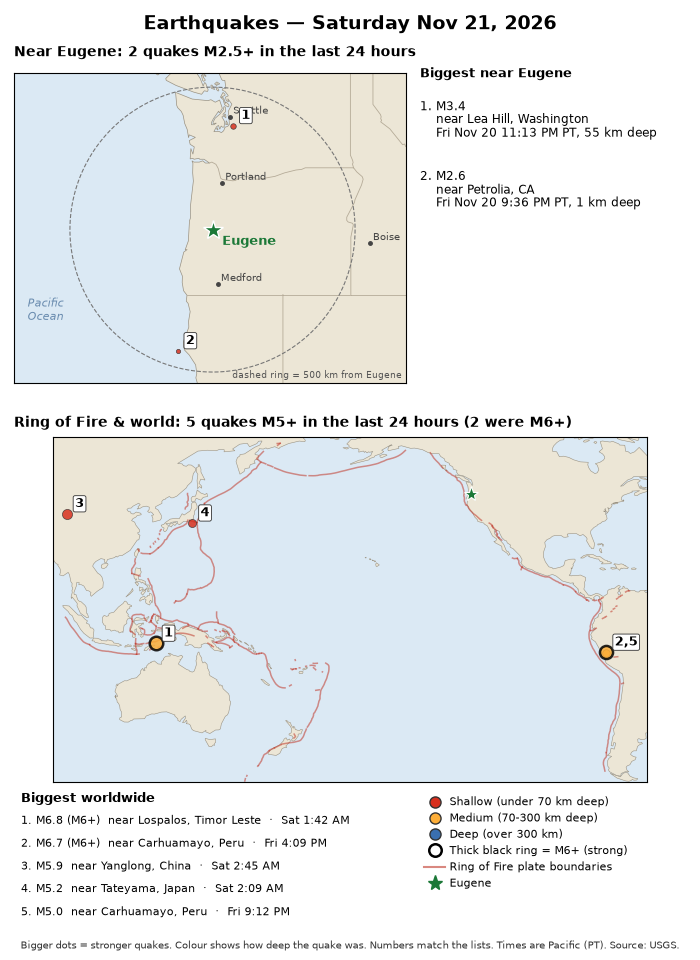 Earthquakes — Saturday Nov 21, 2026
Near Eugene: 2 quakes M2.5+ in the last 24 hours
Seattle
1
Portland
Eugene
Boise
Medford
Pacific
Ocean
2
dashed ring = 500 km from Eugene
Biggest near Eugene
1. M3.4
near Lea Hill, Washington
Fri Nov 20 11:13 PM PT, 55 km deep
2. M2.6
near Petrolia, CA
Fri Nov 20 9:36 PM PT, 1 km deep
Ring of Fire & world: 5 quakes M5+ in the last 24 hours (2 were M6+)
3
4
1
2,5
Biggest worldwide
1. M6.8 (M6+)  near Lospalos, Timor Leste  ·  Sat 1:42 AM
2. M6.7 (M6+)  near Carhuamayo, Peru  ·  Fri 4:09 PM
3. M5.9  near Yanglong, China  ·  Sat 2:45 AM
4. M5.2  near Tateyama, Japan  ·  Sat 2:09 AM
5. M5.0  near Carhuamayo, Peru  ·  Fri 9:12 PM
Shallow (under 70 km deep)
Medium (70-300 km deep)
Deep (over 300 km)
Thick black ring = M6+ (strong)
Ring of Fire plate boundaries
Eugene
Bigger dots = stronger quakes. Colour shows how deep the quake was. Numbers match the lists. Times are Pacific (PT). Source: USGS.